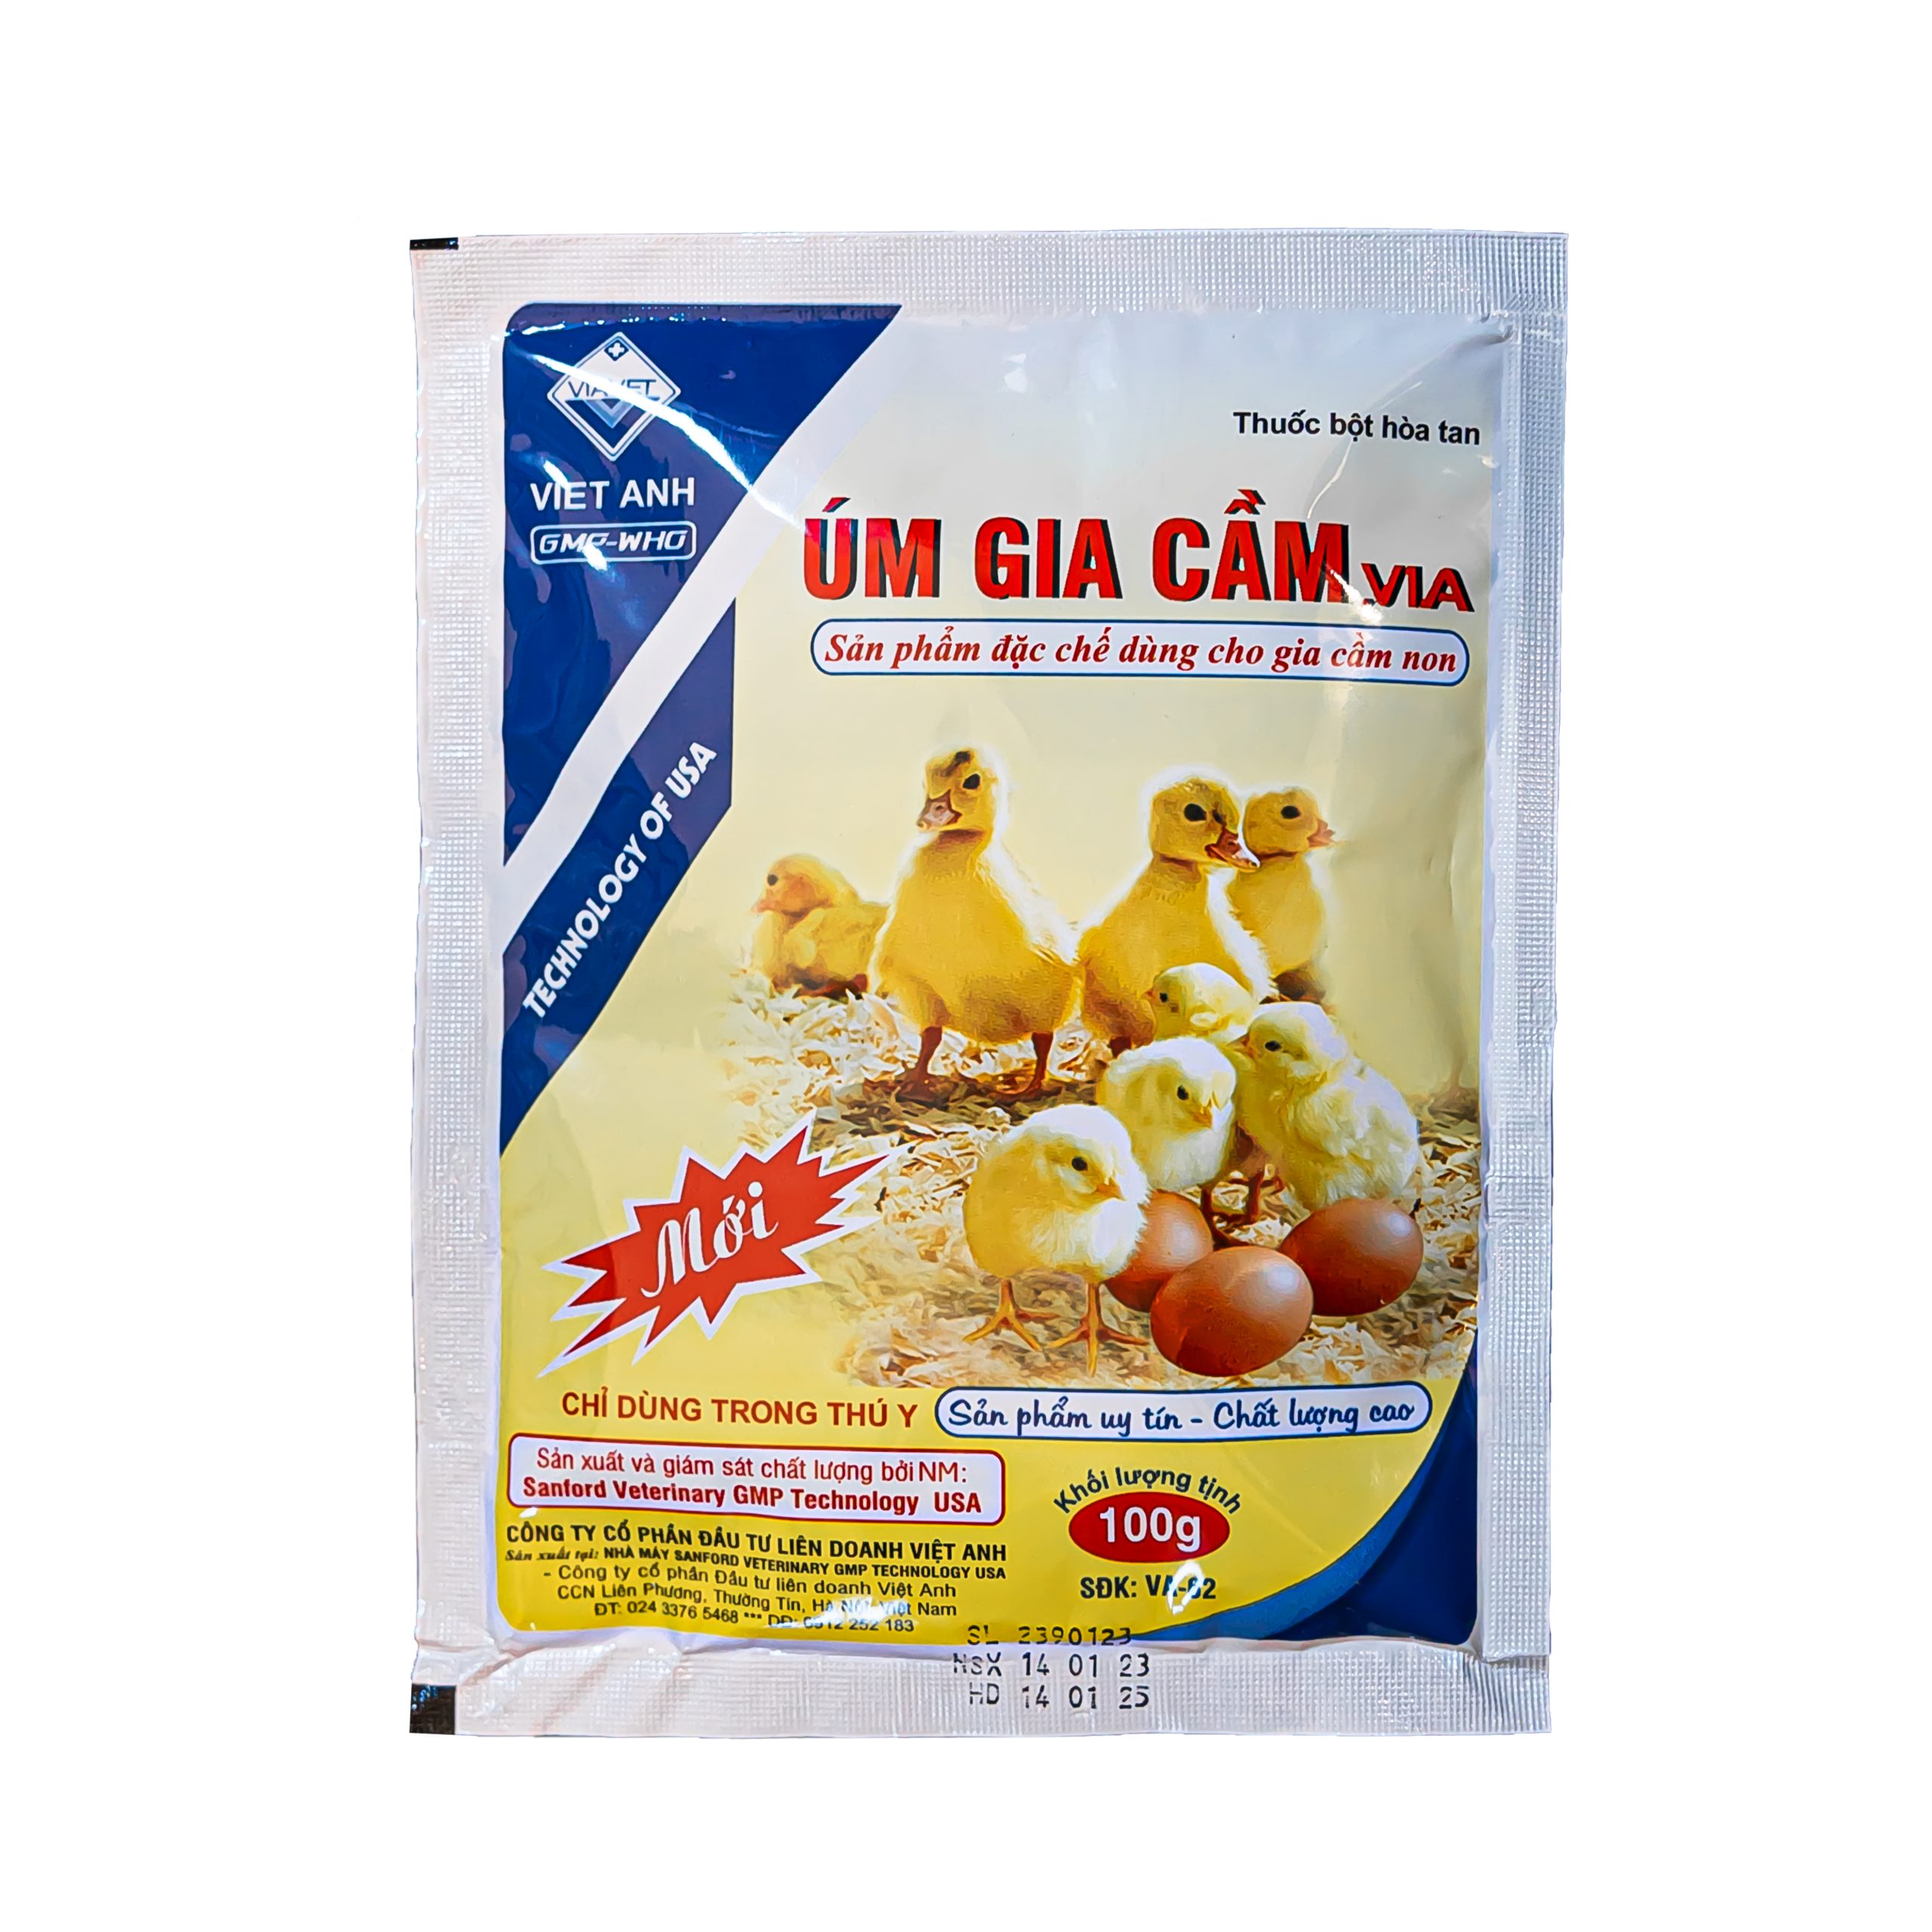 VIAVET
VIET ANH
GMP-WHO
TECHNOLOGY OF USA
Thuốc bột hòa tan
ÚM GIA CẦM.VIA
Sản phẩm đặc chế dùng cho gia cầm non
Mới
CHỈ DÙNG TRONG THÚ Y
Sản phẩm uy tín - Chất lượng cao
Sản xuất và giám sát chất lượng bởi NM:
Sanford Veterinary GMP Technology USA
CÔNG TY CỔ PHẦN ĐẦU TƯ LIÊN DOANH VIỆT ANH
Sản xuất tại: NHÀ MÁY SANFORD VETERINARY GMP TECHNOLOGY USA
- Công ty cổ phần Đầu tư liên doanh Việt Anh
CCN Liên Phương, Thường Tín, Hà Nội, Việt Nam
ĐT: 024 3376 5468 *** DĐ: 0912 252 183
Khối lượng tịnh
100g
SĐK: VA-62
SL 2390123
NSX 14 01 23
HD 14 01 25